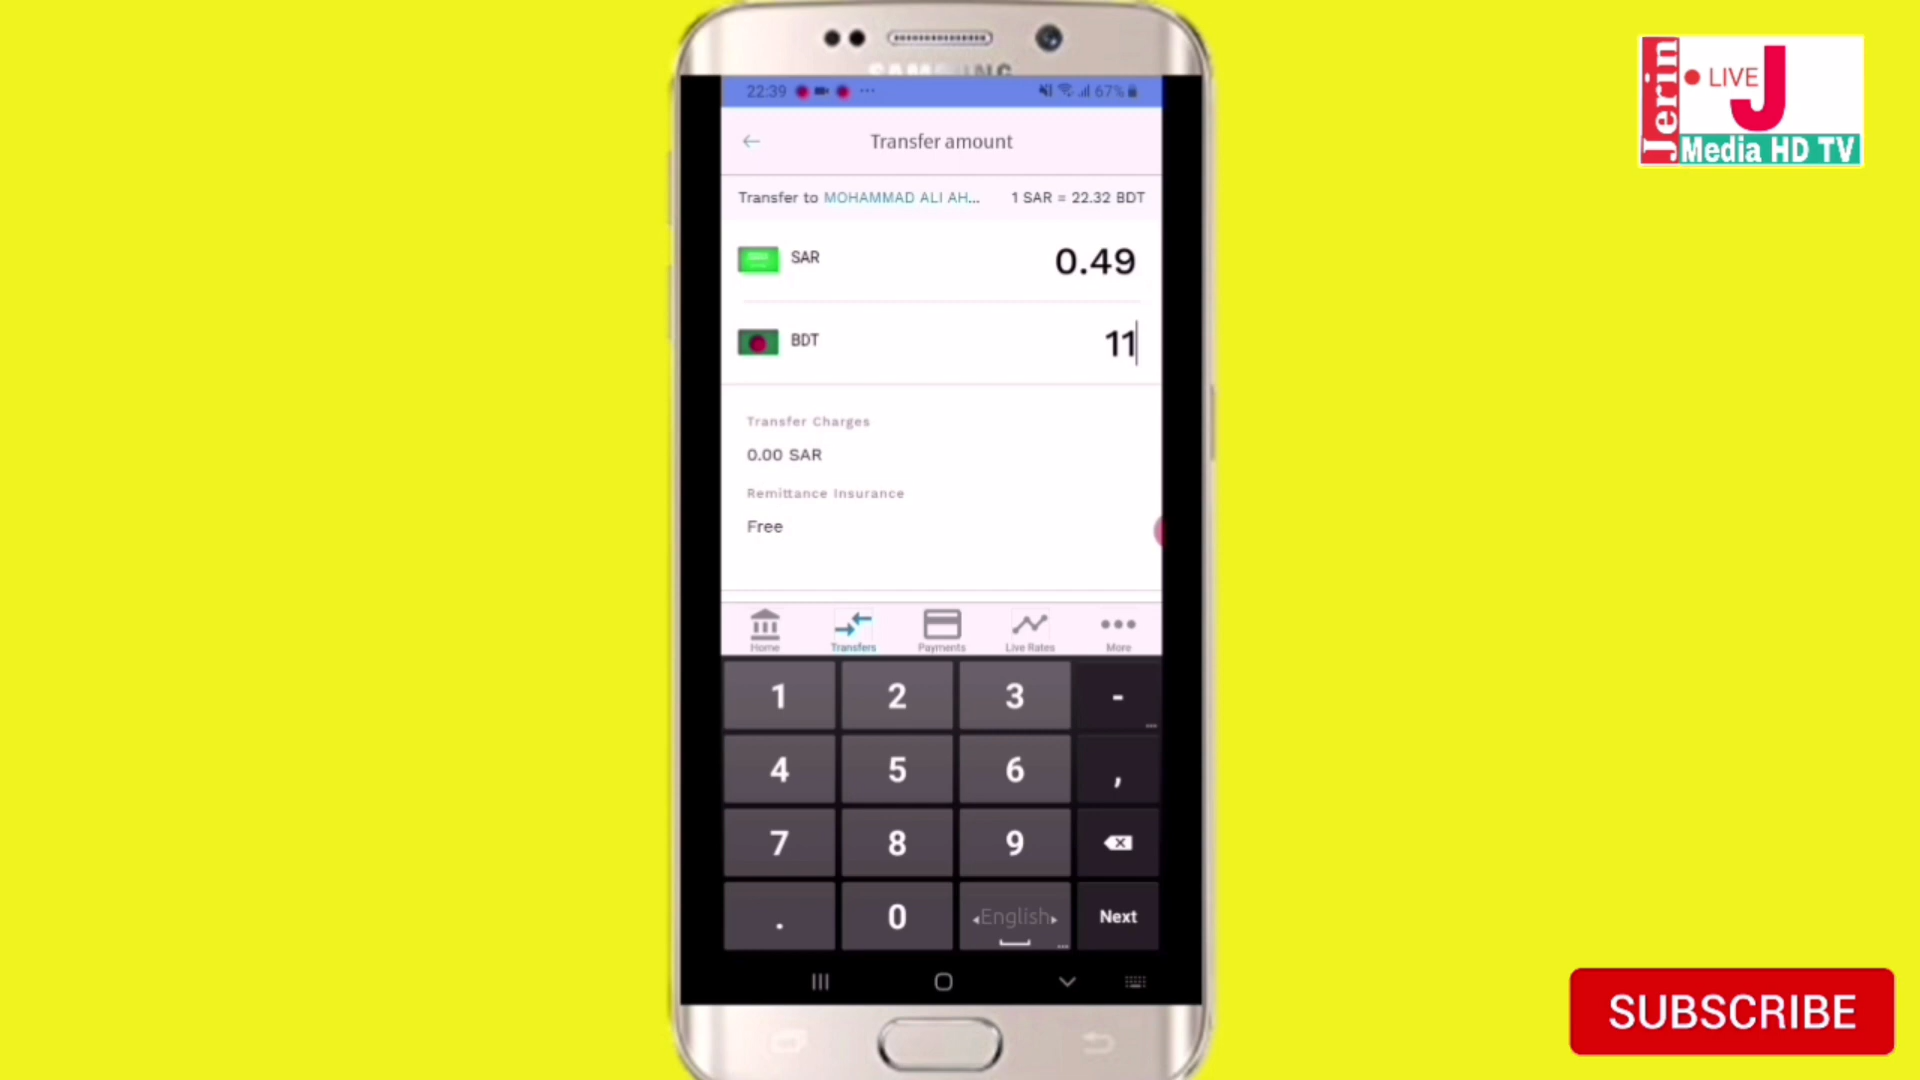 SAMSUNG
22:39 67%
Transfer amount
Transfer to MOHAMMAD ALI AH... 1 SAR = 22.32 BDT
SAR 0.49
BDT 11
Transfer Charges
0.00 SAR
Remittance Insurance
Free
Home Transfers Payments Live Rates More
1 2 3 -
4 5 6 ,
7 8 9
. 0 English Next
Jerin
LIVE
J
Media HD TV
SUBSCRIBE